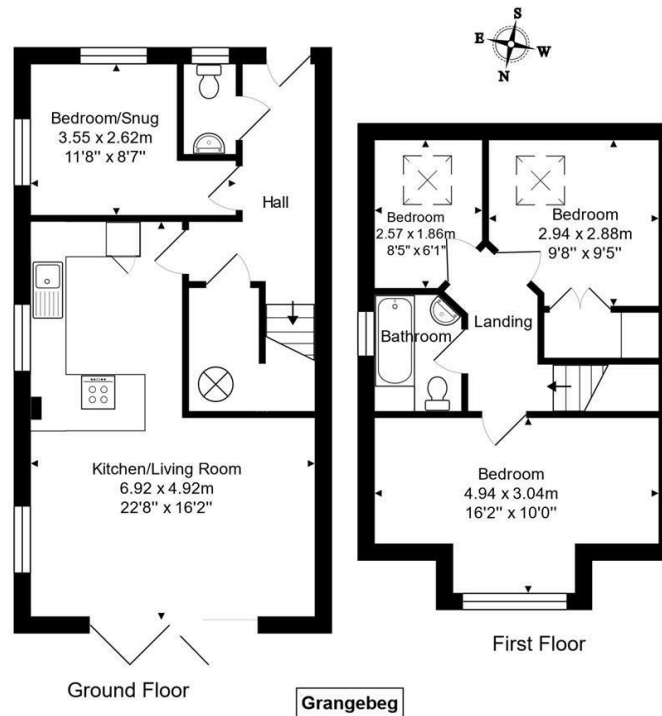 S
E
W
N
Bedroom/Snug
3.55 x 2.62m
11'8" x 8'7"
Hall
Kitchen/Living Room
6.92 x 4.92m
22'8" x 16'2"
Ground Floor
Bedroom
2.57 x 1.86m
8'5" x 6'1"
Bedroom
2.94 x 2.88m
9'8" x 9'5"
Bathroom
Landing
Bedroom
4.94 x 3.04m
16'2" x 10'0"
First Floor
Grangebeg